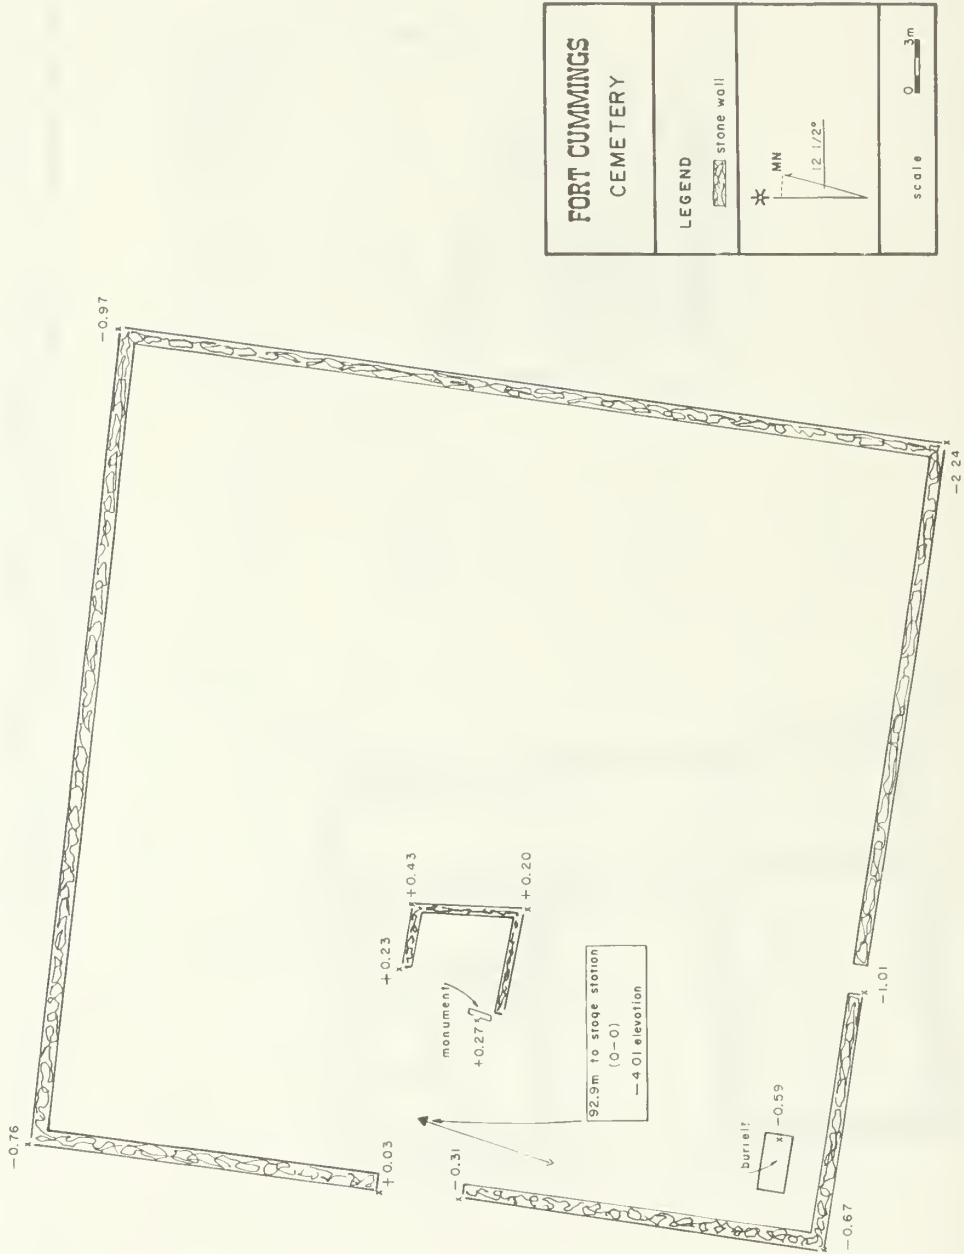 FORT CUMMINGS
CEMETERY
LEGEND
stone wall
MN
12 1/2°
scale
0 3m
-0.97
-0.76
-2 24
+0.43
+0.23
+0.20
monument
+0.27
92.9m to stage station
(0-0)
-4 01 elevation
+0.03
-0.31
-1.01
burial?
-0.59
-0.67